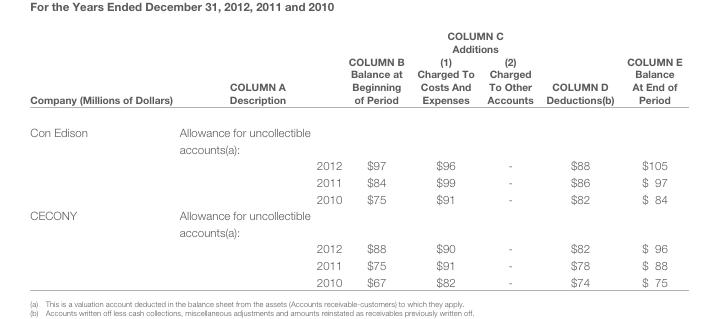 For the Years Ended December 31, 2012, 2011 and 2010
COLUMN C
Additions
COLUMN B (1) (2) COLUMN E
Balance at Charged To Charged Balance
COLUMN A Beginning Costs And To Other COLUMN D At End of
Company (Millions of Dollars) Description of Period Expenses Accounts Deductions(b) Period
Con Edison Allowance for uncollectible
accounts(a):
2012 $97 $96 - $88 $105
2011 $84 $99 - $86 $ 97
2010 $75 $91 - $82 $ 84
CECONY Allowance for uncollectible
accounts(a):
2012 $88 $90 - $82 $ 96
2011 $75 $91 - $78 $ 88
2010 $67 $82 - $74 $ 75
(a) This is a valuation account deducted in the balance sheet from the assets (Accounts receivable-customers) to which they apply.
(b) Accounts written off less cash collections, miscellaneous adjustments and amounts reinstated as receivables previously written off.